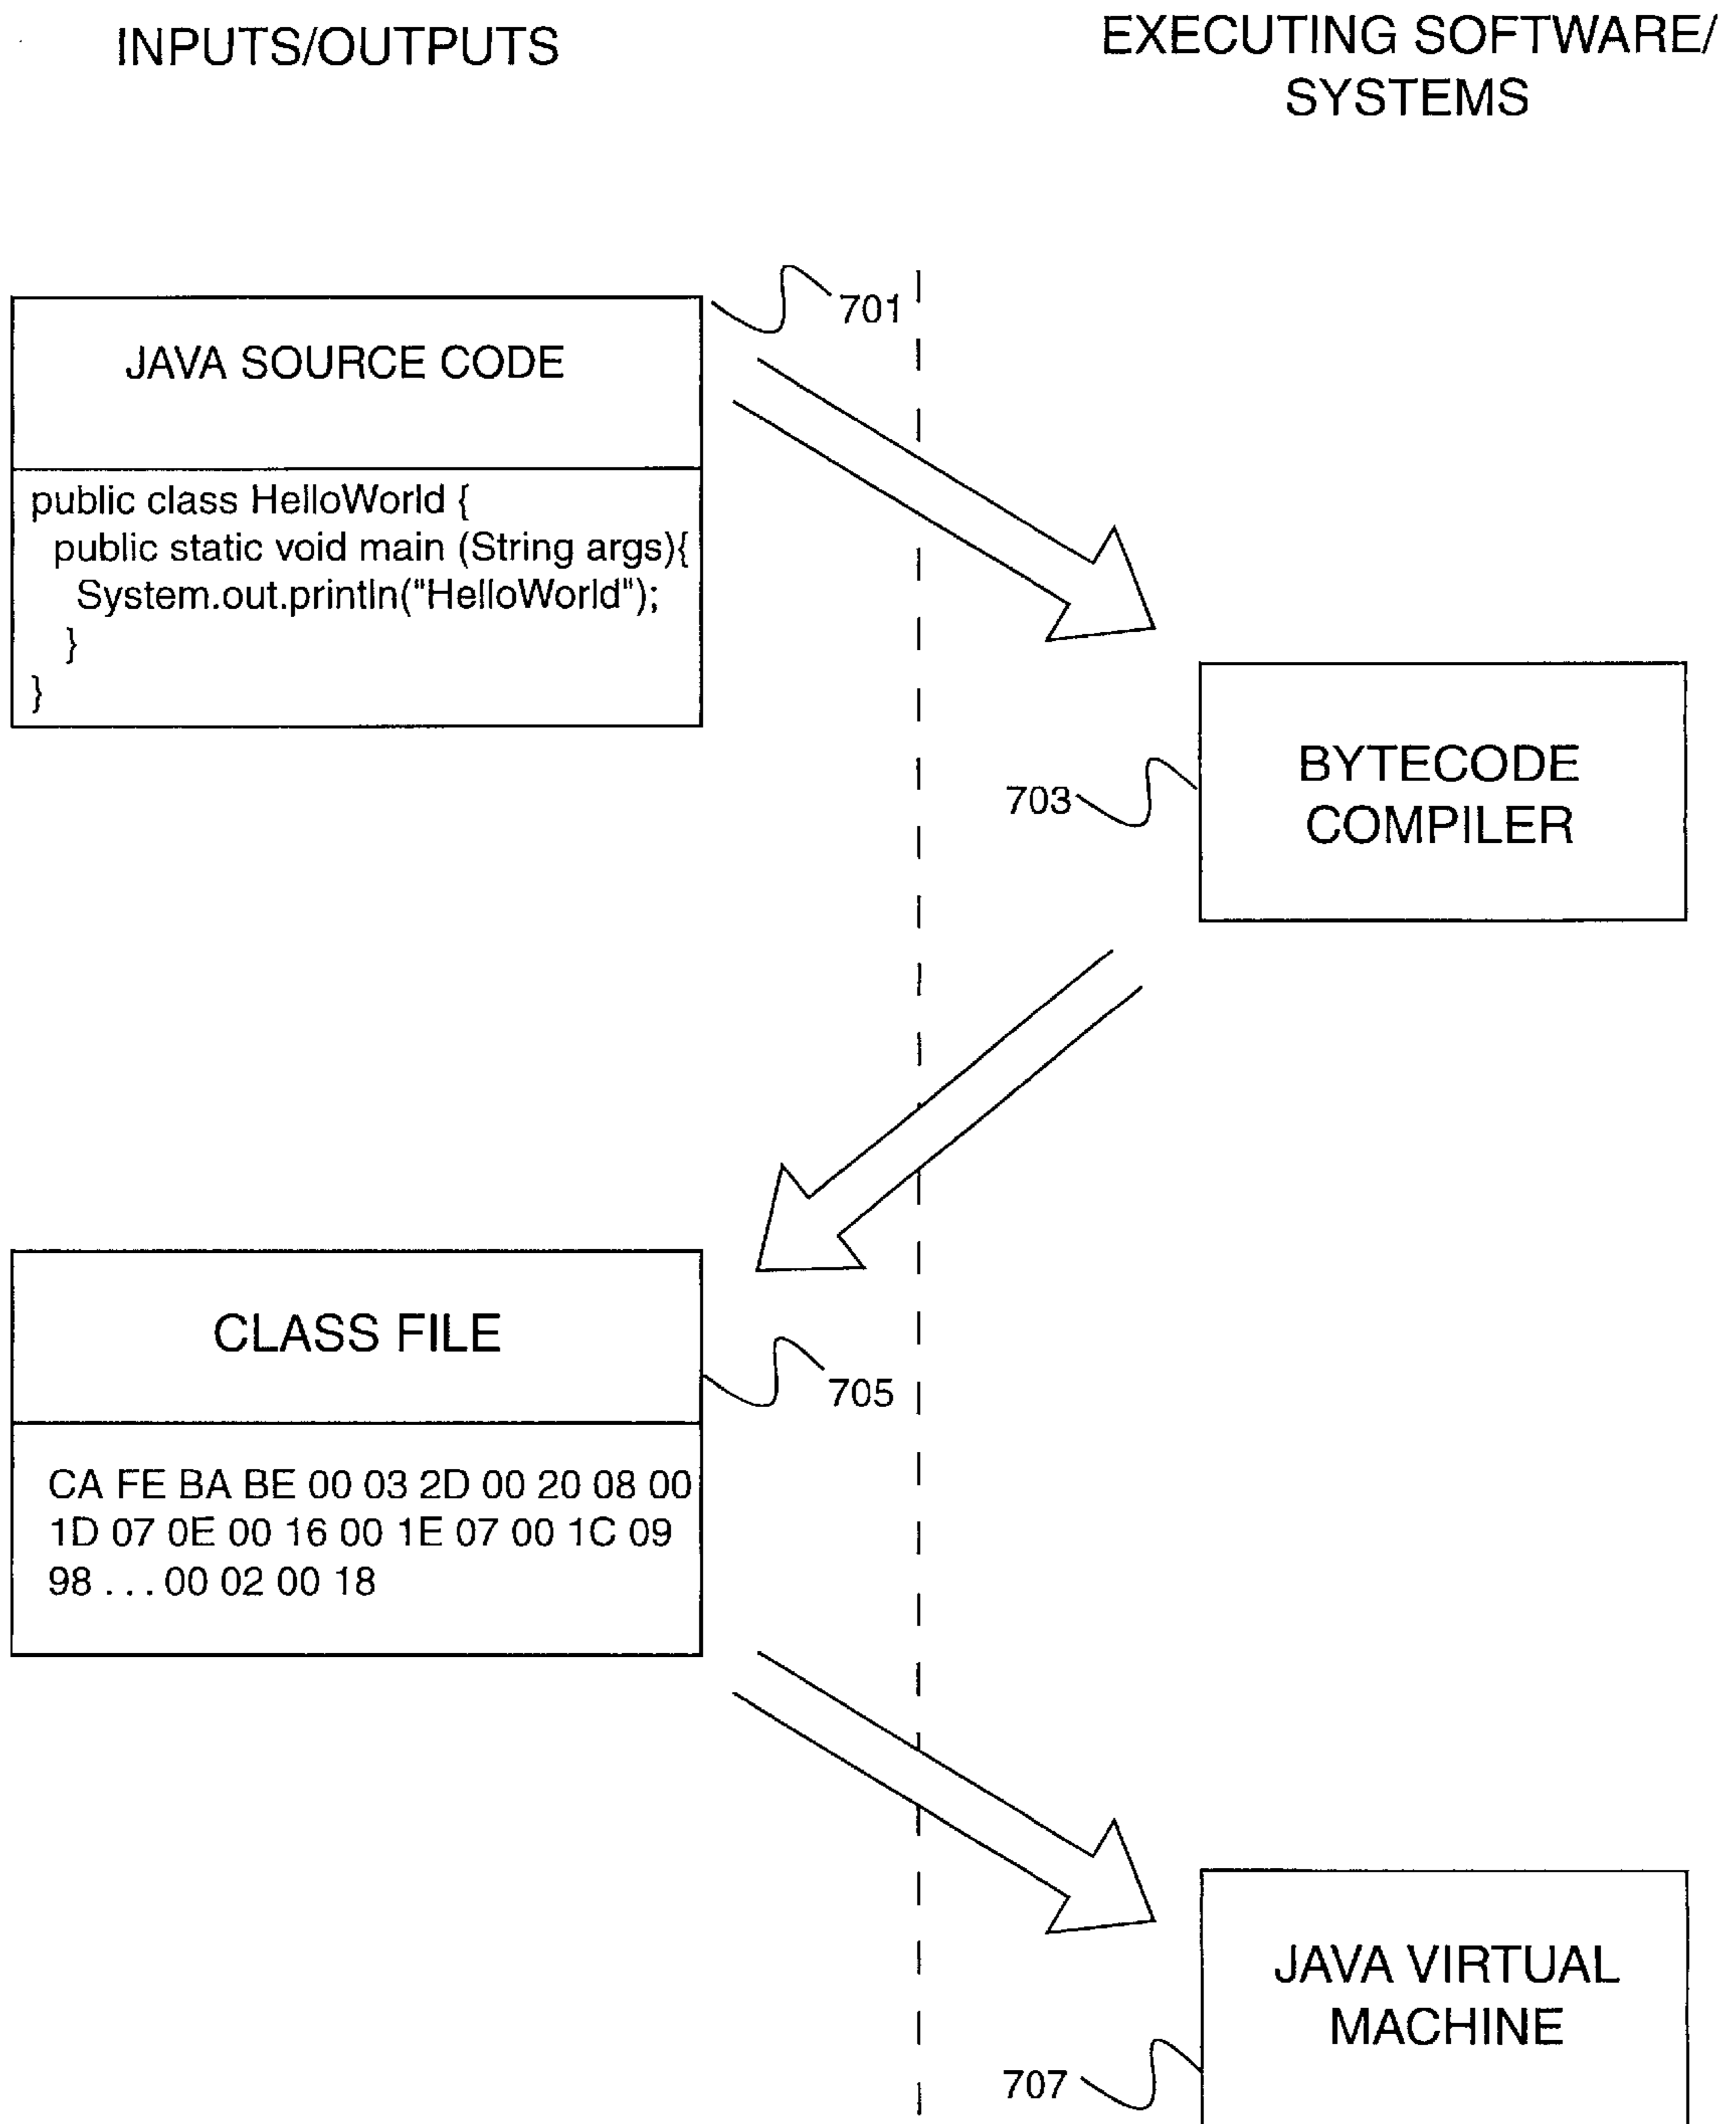 INPUTS/OUTPUTS
EXECUTING SOFTWARE/
SYSTEMS
701
JAVA SOURCE CODE
public class HelloWorld {
public static void main (String args){
System.out.println("HelloWorld");
}
}
703
BYTECODE
COMPILER
CLASS FILE
705
CA FE BA BE 00 03 2D 00 20 08 00
1D 07 0E 00 16 00 1E 07 00 1C 09
98 . . . 00 02 00 18
JAVA VIRTUAL
MACHINE
707